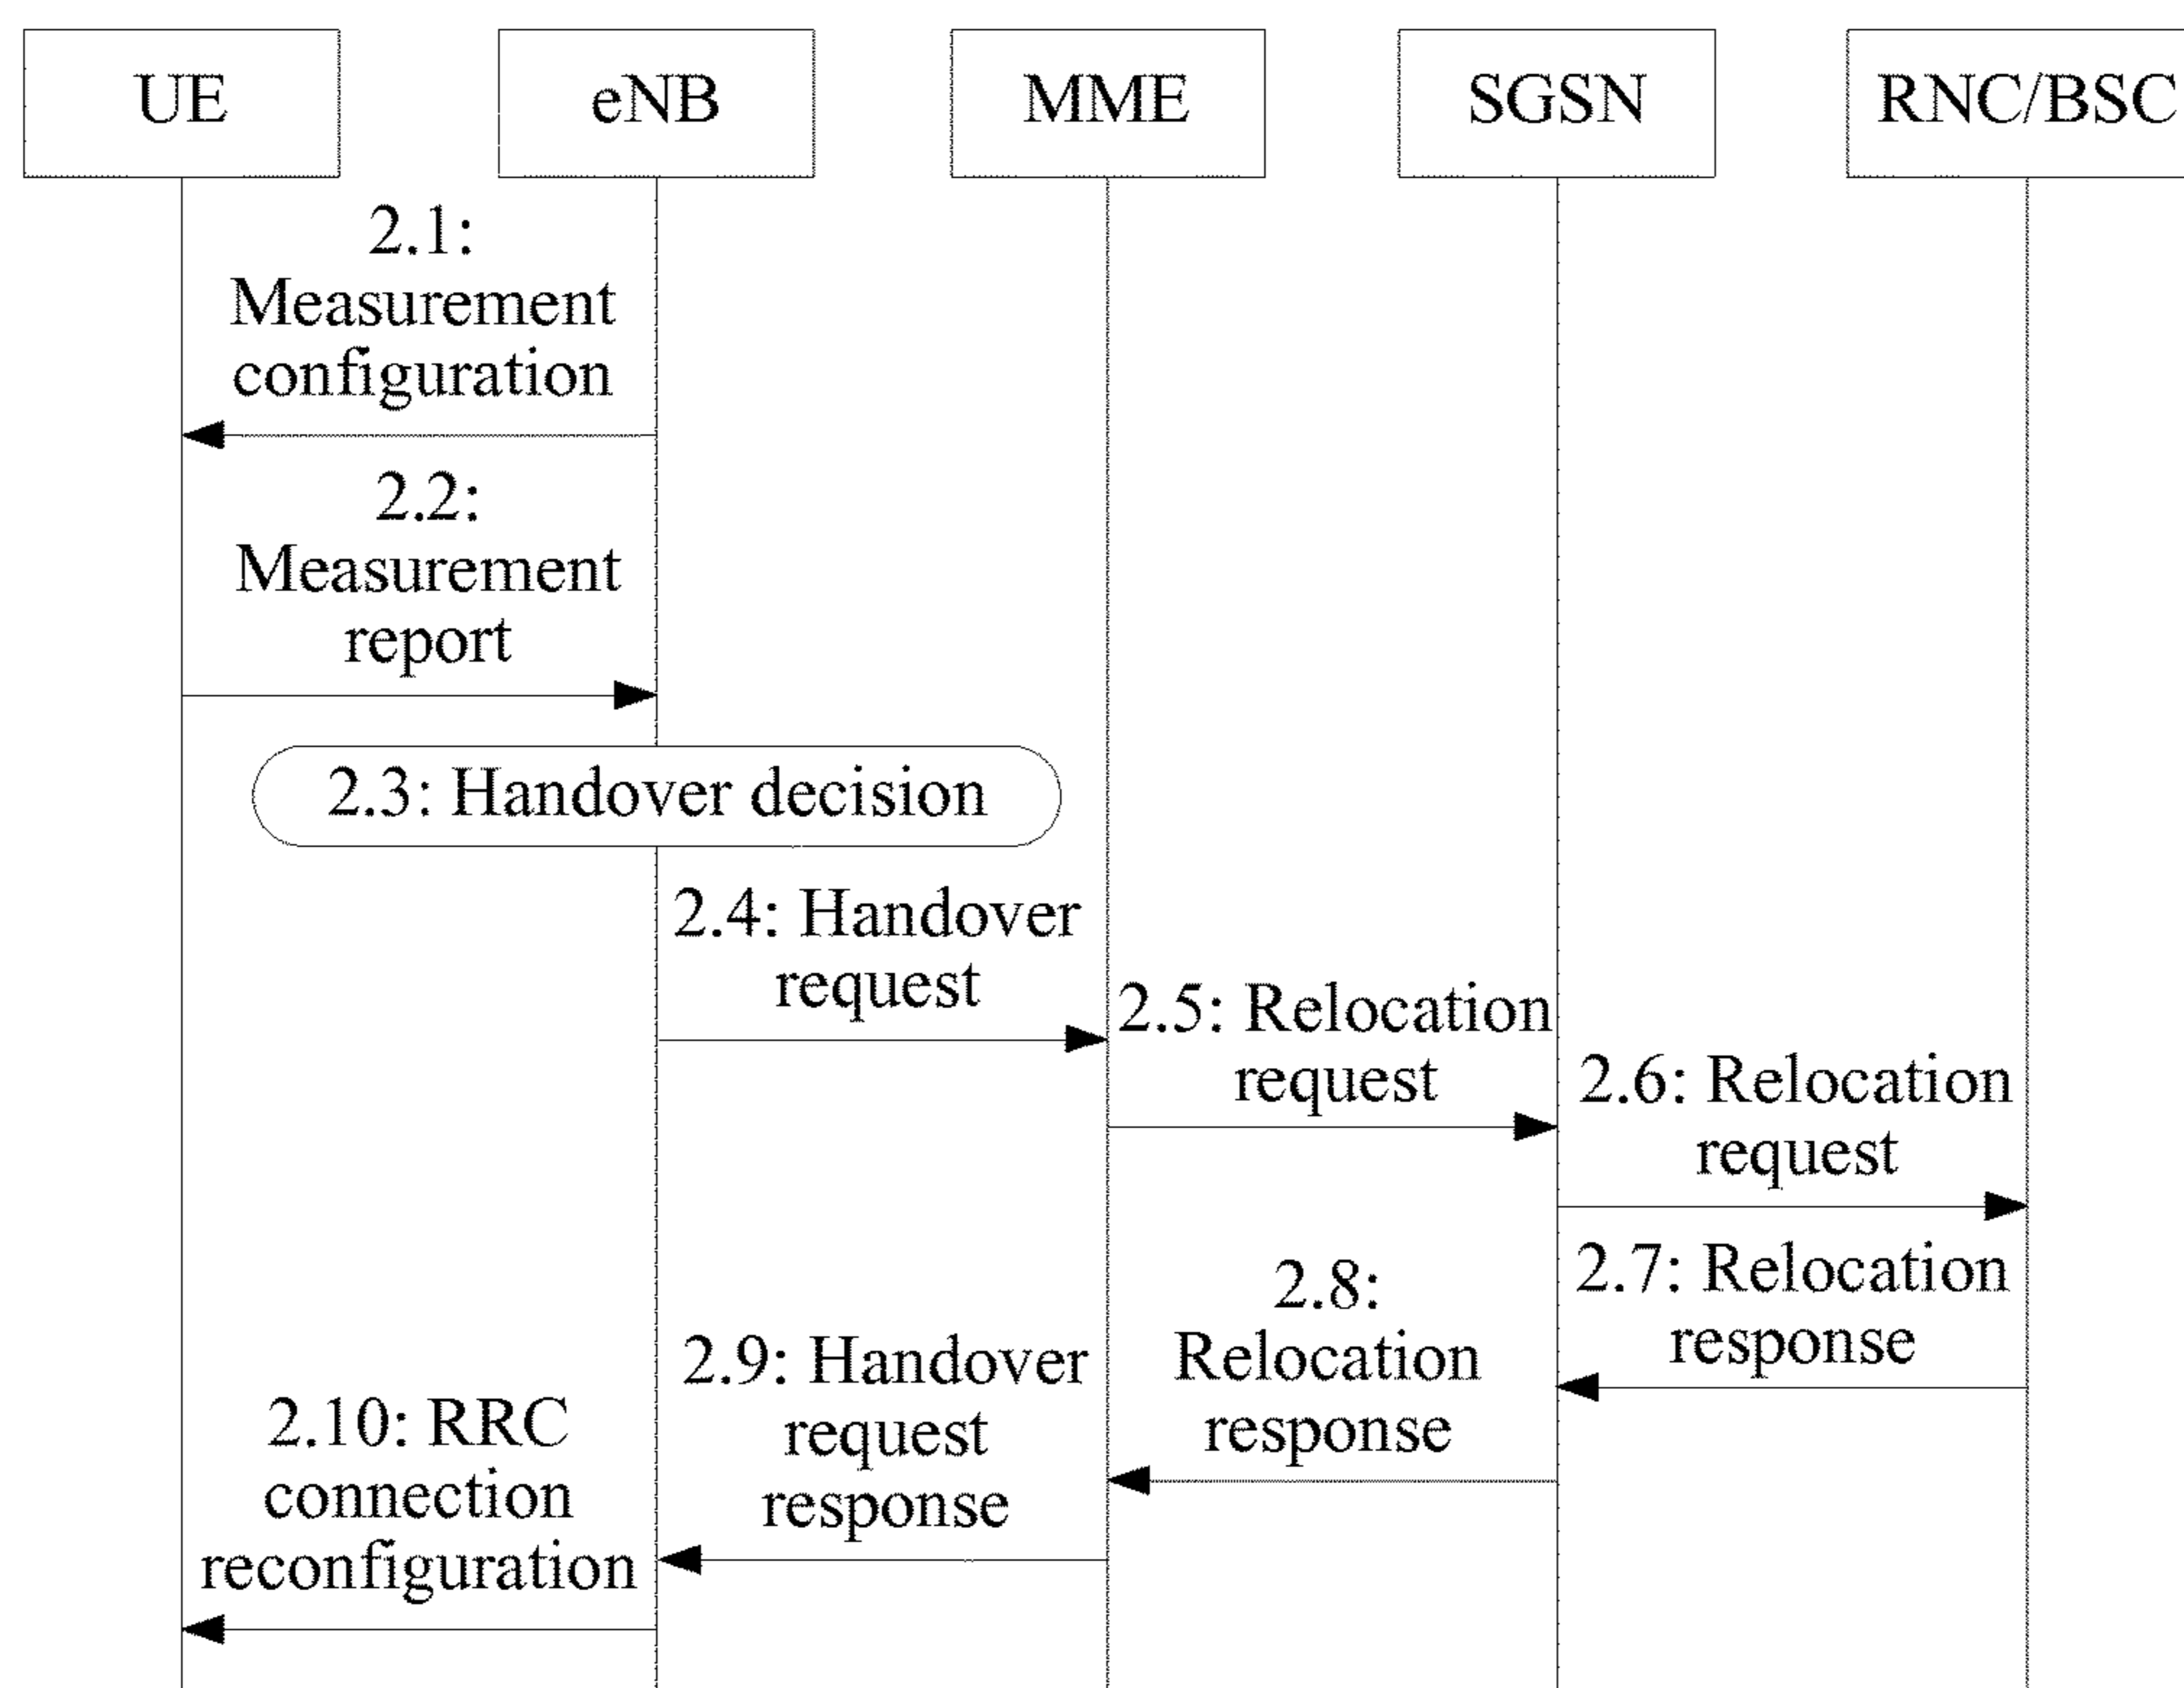 UE
eNB
MME
SGSN
RNC/BSC
2.1:
Measurement
configuration
2.2:
Measurement
report
2.3: Handover decision
2.4: Handover
request
2.5: Relocation
request
2.6: Relocation
request
2.7: Relocation
response
2.8:
Relocation
response
2.9: Handover
request
response
2.10: RRC
connection
reconfiguration